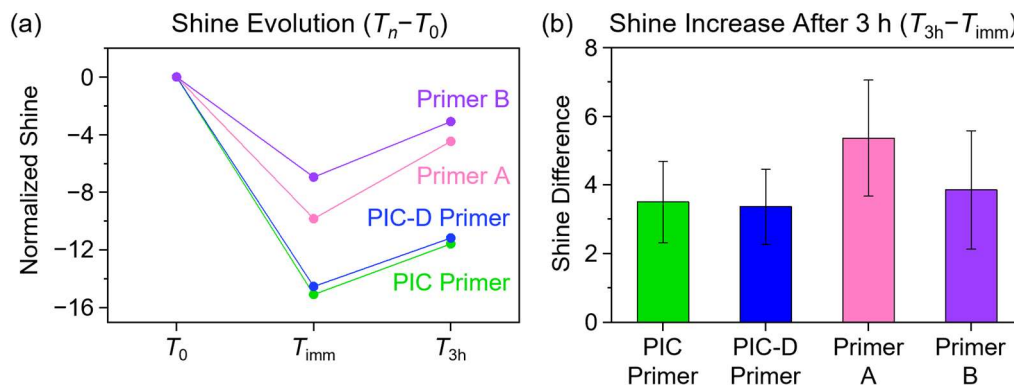 (a)
Shine Evolution (Tn−T0)
Normalized Shine
0
−4
−8
−12
−16
Primer B
Primer A
PIC-D Primer
PIC Primer
T0
Timm
T3h
(b)
Shine Increase After 3 h (T3h−Timm)
Shine Difference
8
6
4
2
0
PIC
Primer
PIC-D
Primer
Primer
A
Primer
B